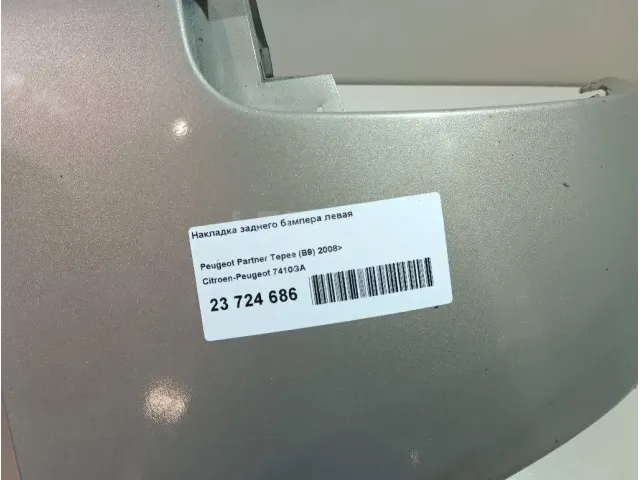 Накладка заднего бампера левая
Peugeot Partner Tepee (B9) 2008>
Citroen-Peugeot 7410GA
23 724 686